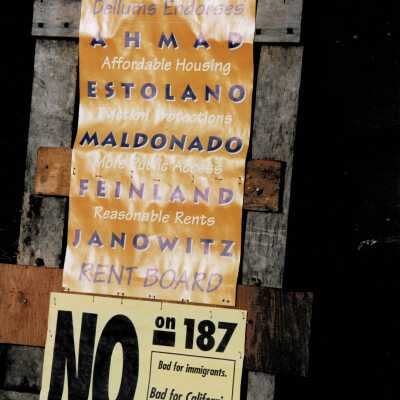 Dellums Endorses
AHMAD
Affordable Housing
ESTOLANO
Eviction Protections
MALDONADO
More Public Access
FEINLAND
Reasonable Rents
JANOWITZ
RENT BOARD
NO on 187
Bad for immigrants.
Bad for California